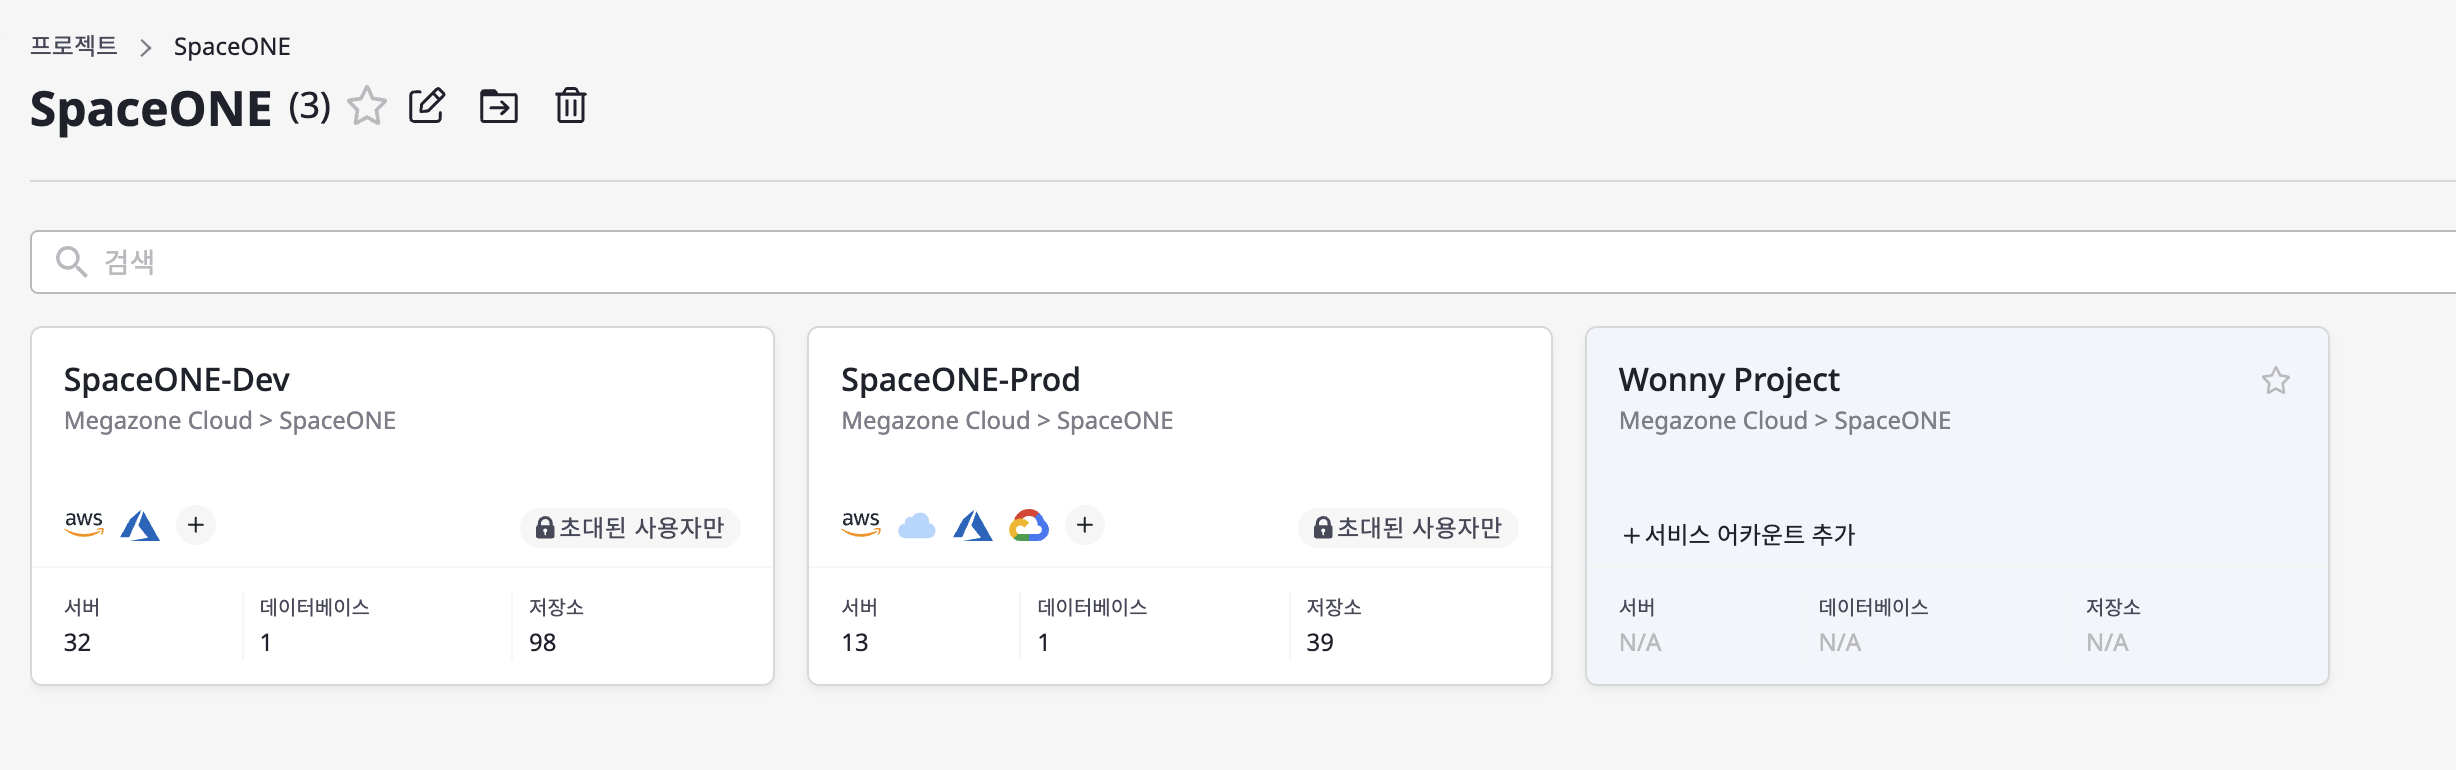 프로젝트 > SpaceONE
SpaceONE (3)
검색
SpaceONE-Dev
Megazone Cloud > SpaceONE
aws + 초대된 사용자만
서버 데이터베이스 저장소
32 1 98
SpaceONE-Prod
Megazone Cloud > SpaceONE
aws + 초대된 사용자만
서버 데이터베이스 저장소
13 1 39
Wonny Project
Megazone Cloud > SpaceONE
+ 서비스 어카운트 추가
서버 데이터베이스 저장소
N/A N/A N/A